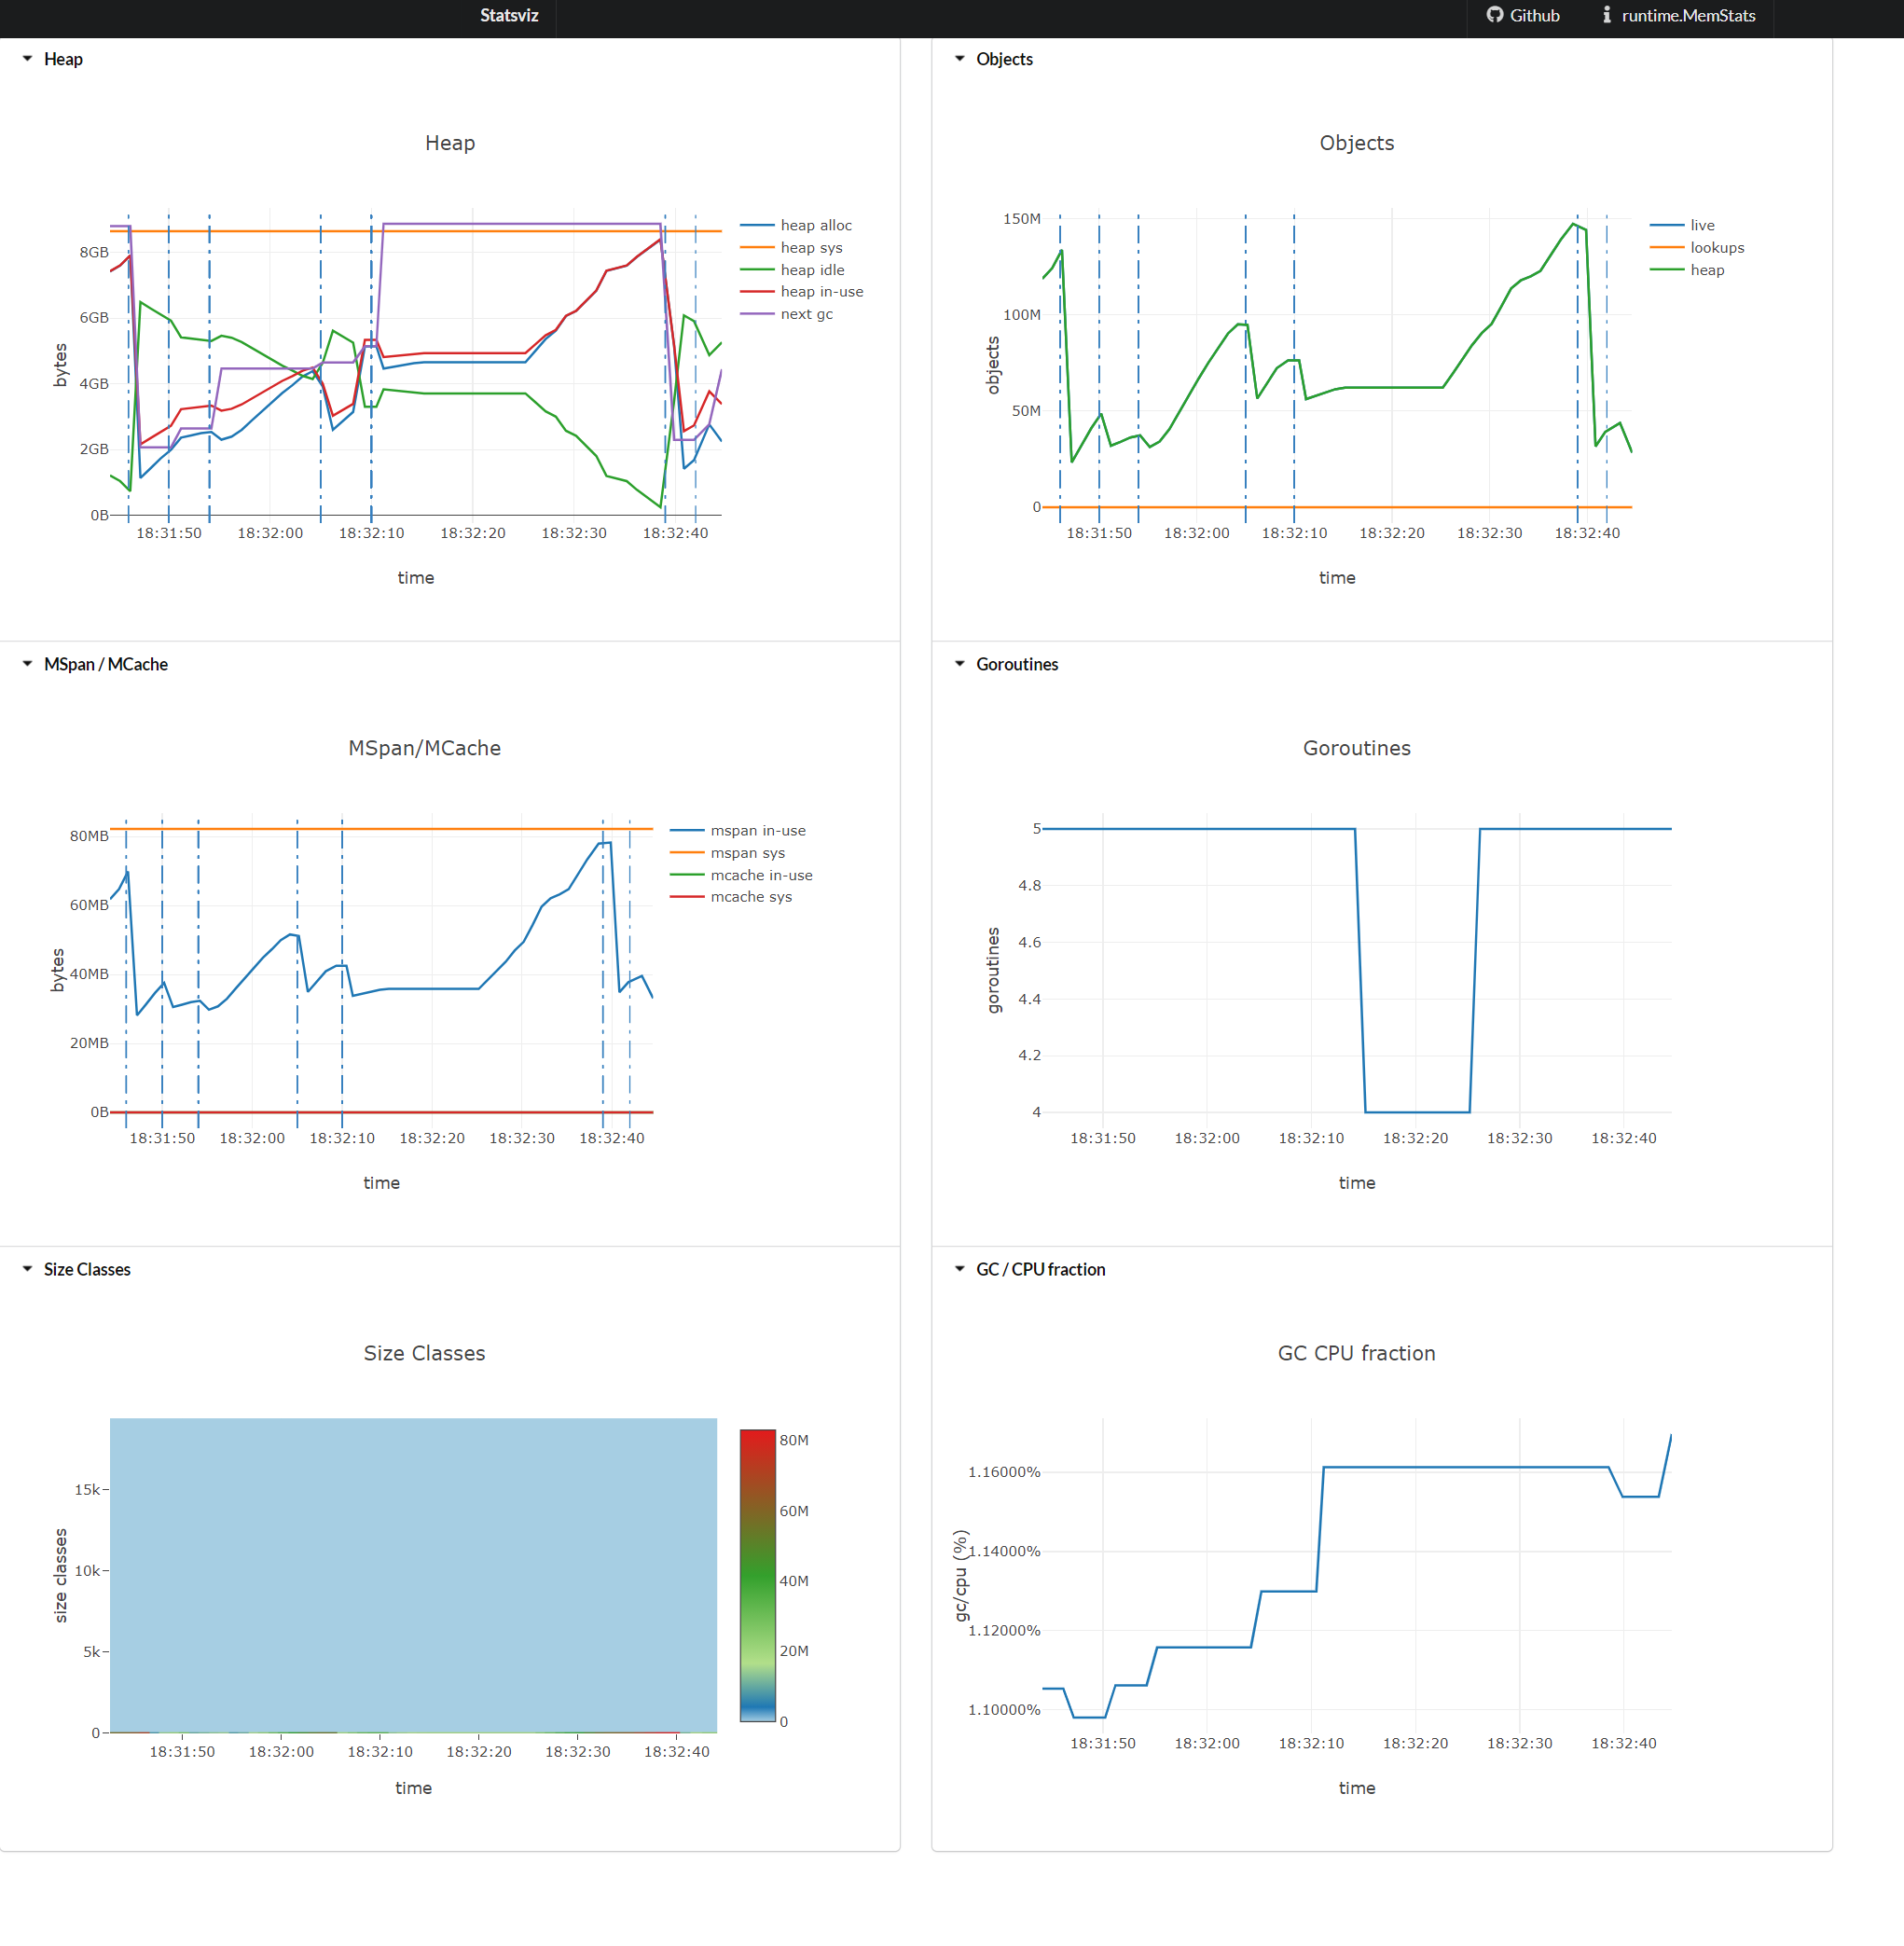 Statsviz
Github
runtime.MemStats
Heap
Heap
8GB
6GB
4GB
2GB
0B
bytes
18:31:50 18:32:00 18:32:10 18:32:20 18:32:30 18:32:40
time
heap alloc
heap sys
heap idle
heap in-use
next gc
Objects
Objects
150M
100M
50M
0
objects
18:31:50 18:32:00 18:32:10 18:32:20 18:32:30 18:32:40
time
live
lookups
heap
MSpan / MCache
MSpan/MCache
80MB
60MB
40MB
20MB
0B
bytes
18:31:50 18:32:00 18:32:10 18:32:20 18:32:30 18:32:40
time
mspan in-use
mspan sys
mcache in-use
mcache sys
Goroutines
Goroutines
5
4.8
4.6
4.4
4.2
4
goroutines
18:31:50 18:32:00 18:32:10 18:32:20 18:32:30 18:32:40
time
Size Classes
Size Classes
15k
10k
5k
0
size classes
18:31:50 18:32:00 18:32:10 18:32:20 18:32:30 18:32:40
time
80M
60M
40M
20M
0
GC / CPU fraction
GC CPU fraction
1.16000%
1.14000%
1.12000%
1.10000%
gc/cpu (%)
18:31:50 18:32:00 18:32:10 18:32:20 18:32:30 18:32:40
time